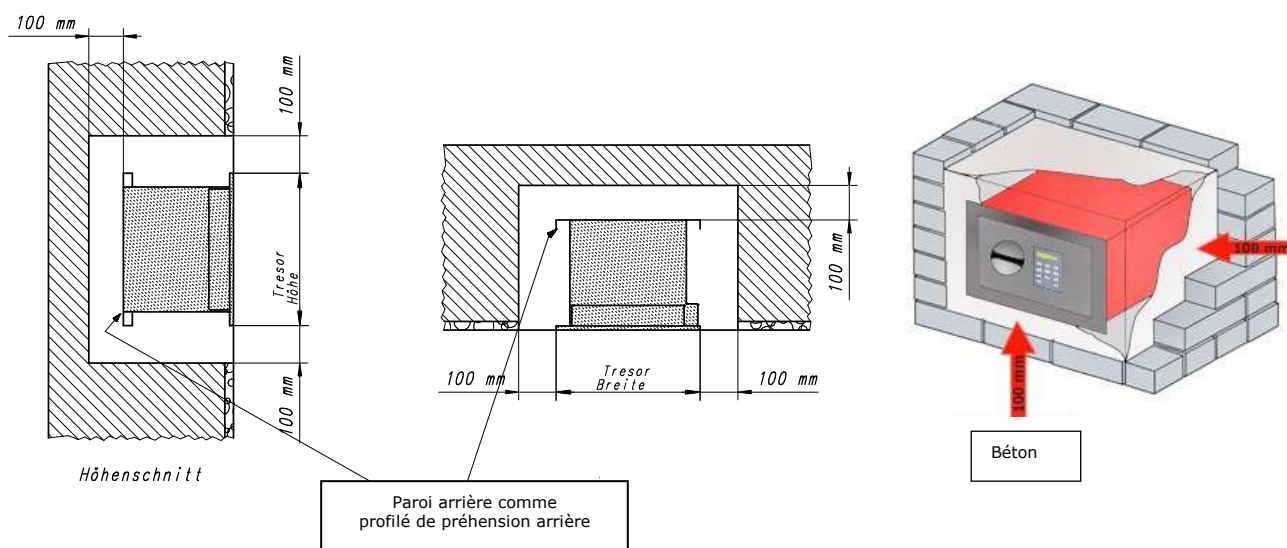 100 mm
100 mm
Tresor
Höhe
100 mm
Höhenschnitt
100 mm
100 mm
Tresor
Breite
100 mm
Paroi arrière comme
profilé de préhension arrière
100 mm
100 mm
Béton